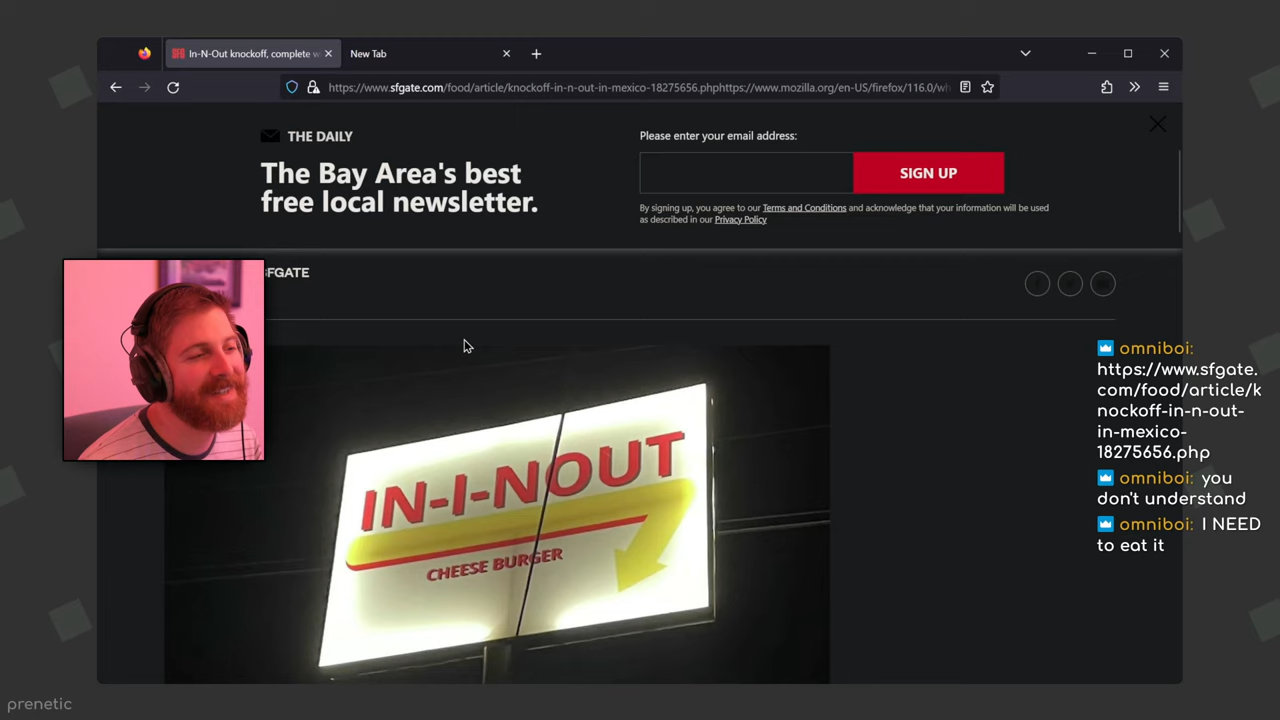 In-N-Out knockoff, complete w
New Tab
https://www.sfgate.com/food/article/knockoff-in-n-out-in-mexico-18275656.phphttps://www.mozilla.org/en-US/firefox/116.0/wh
THE DAILY
The Bay Area's best
free local newsletter.
Please enter your email address:
SIGN UP
By signing up, you agree to our Terms and Conditions and acknowledge that your information will be used
as described in our Privacy Policy
SFGATE
IN-I-NOUT
CHEESE BURGER
omniboi:
https://www.sfgate.
com/food/article/k
nockoff-in-n-out-
in-mexico-
18275656.php
omniboi: you
don't understand
omniboi: I NEED
to eat it
prenetic